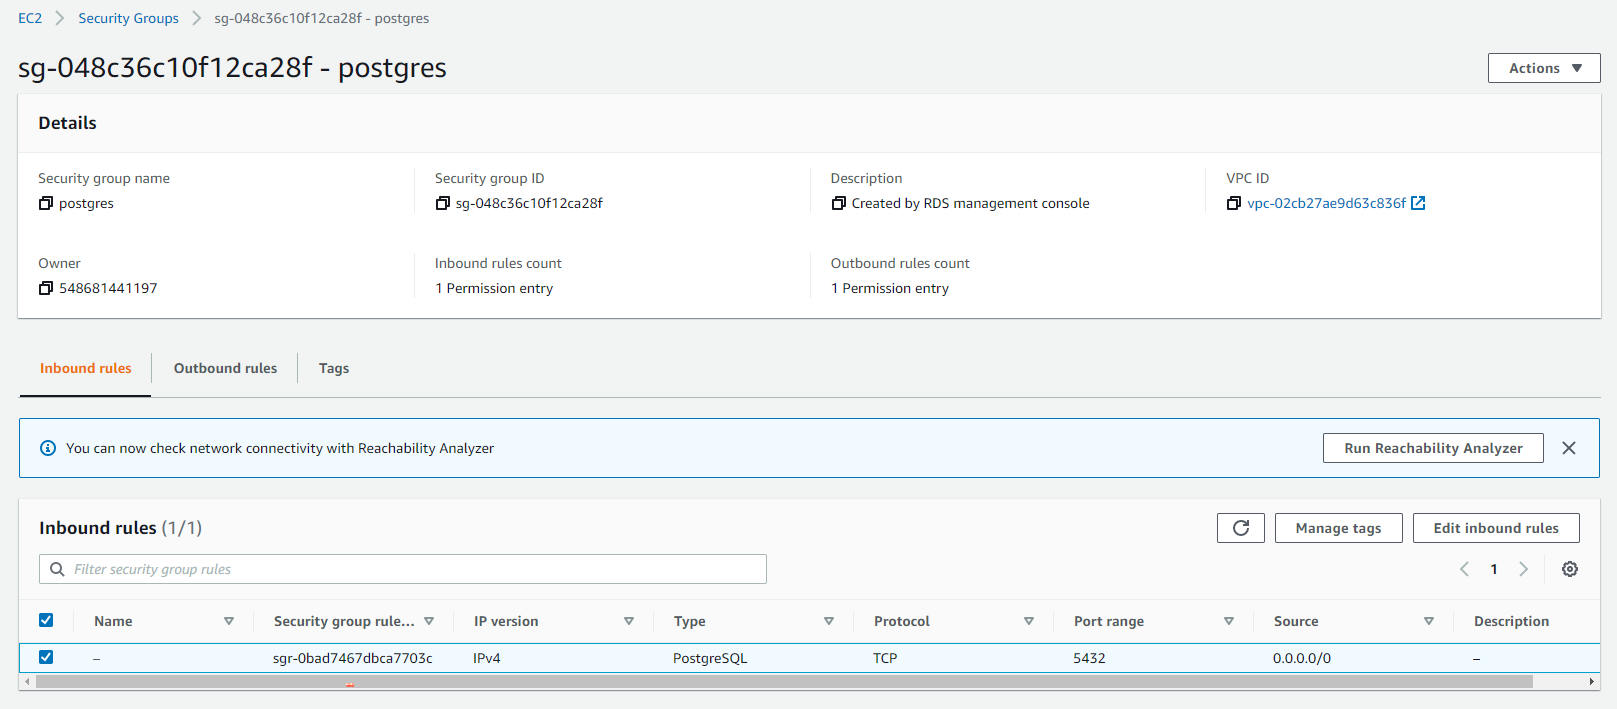 EC2 > Security Groups > sg-048c36c10f12ca28f - postgres
sg-048c36c10f12ca28f - postgres
Actions
Details
Security group name
postgres
Security group ID
sg-048c36c10f12ca28f
Description
Created by RDS management console
VPC ID
vpc-02cb27ae9d63c836f
Owner
548681441197
Inbound rules count
1 Permission entry
Outbound rules count
1 Permission entry
Inbound rules Outbound rules Tags
You can now check network connectivity with Reachability Analyzer
Run Reachability Analyzer
Inbound rules (1/1)
Manage tags
Edit inbound rules
Filter security group rules
1
Name Security group rule... IP version Type Protocol Port range Source Description
– sgr-0bad7467dbca7703c IPv4 PostgreSQL TCP 5432 0.0.0.0/0 –